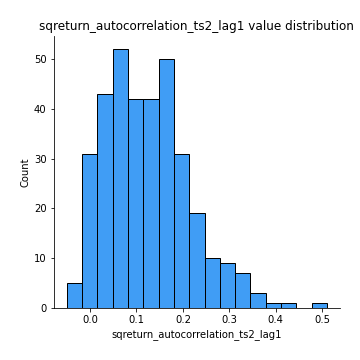 sqreturn_autocorrelation_ts2_lag1 value distribution
50
40
30
20
10
0
Count
0.0 0.1 0.2 0.3 0.4 0.5
sqreturn_autocorrelation_ts2_lag1